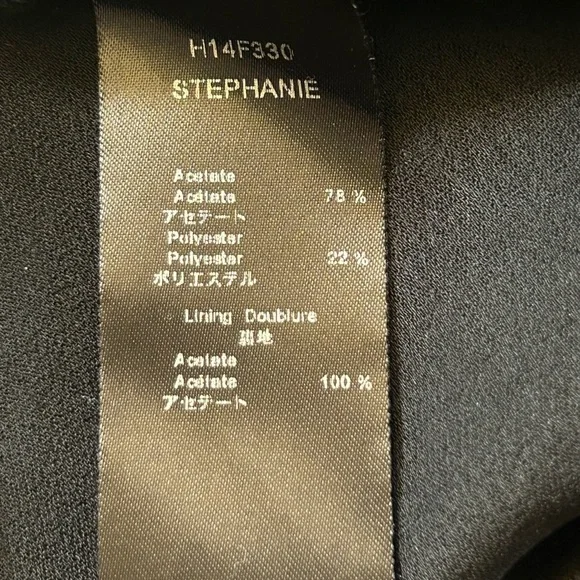 H14F330
STEPHANIE
Acetate
Acétate 78 %
アセテート
Polyester
Polyester 22 %
ポリエステル
Lining Doublure
裏地
Acetate
Acétate 100 %
アセテート